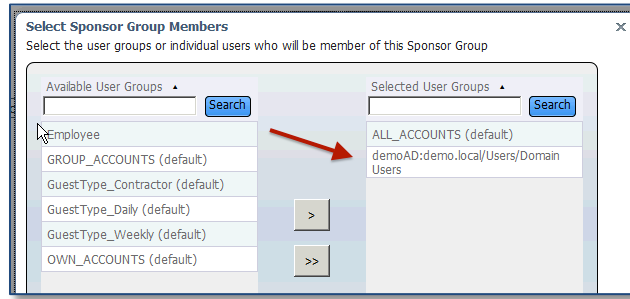 Select Sponsor Group Members
Select the user groups or individual users who will be member of this Sponsor Group
Available User Groups
Search
Employee
GROUP_ACCOUNTS (default)
GuestType_Contractor (default)
GuestType_Daily (default)
GuestType_Weekly (default)
OWN_ACCOUNTS (default)
>
>>
Selected User Groups
Search
ALL_ACCOUNTS (default)
demoAD:demo.local/Users/Domain
Users